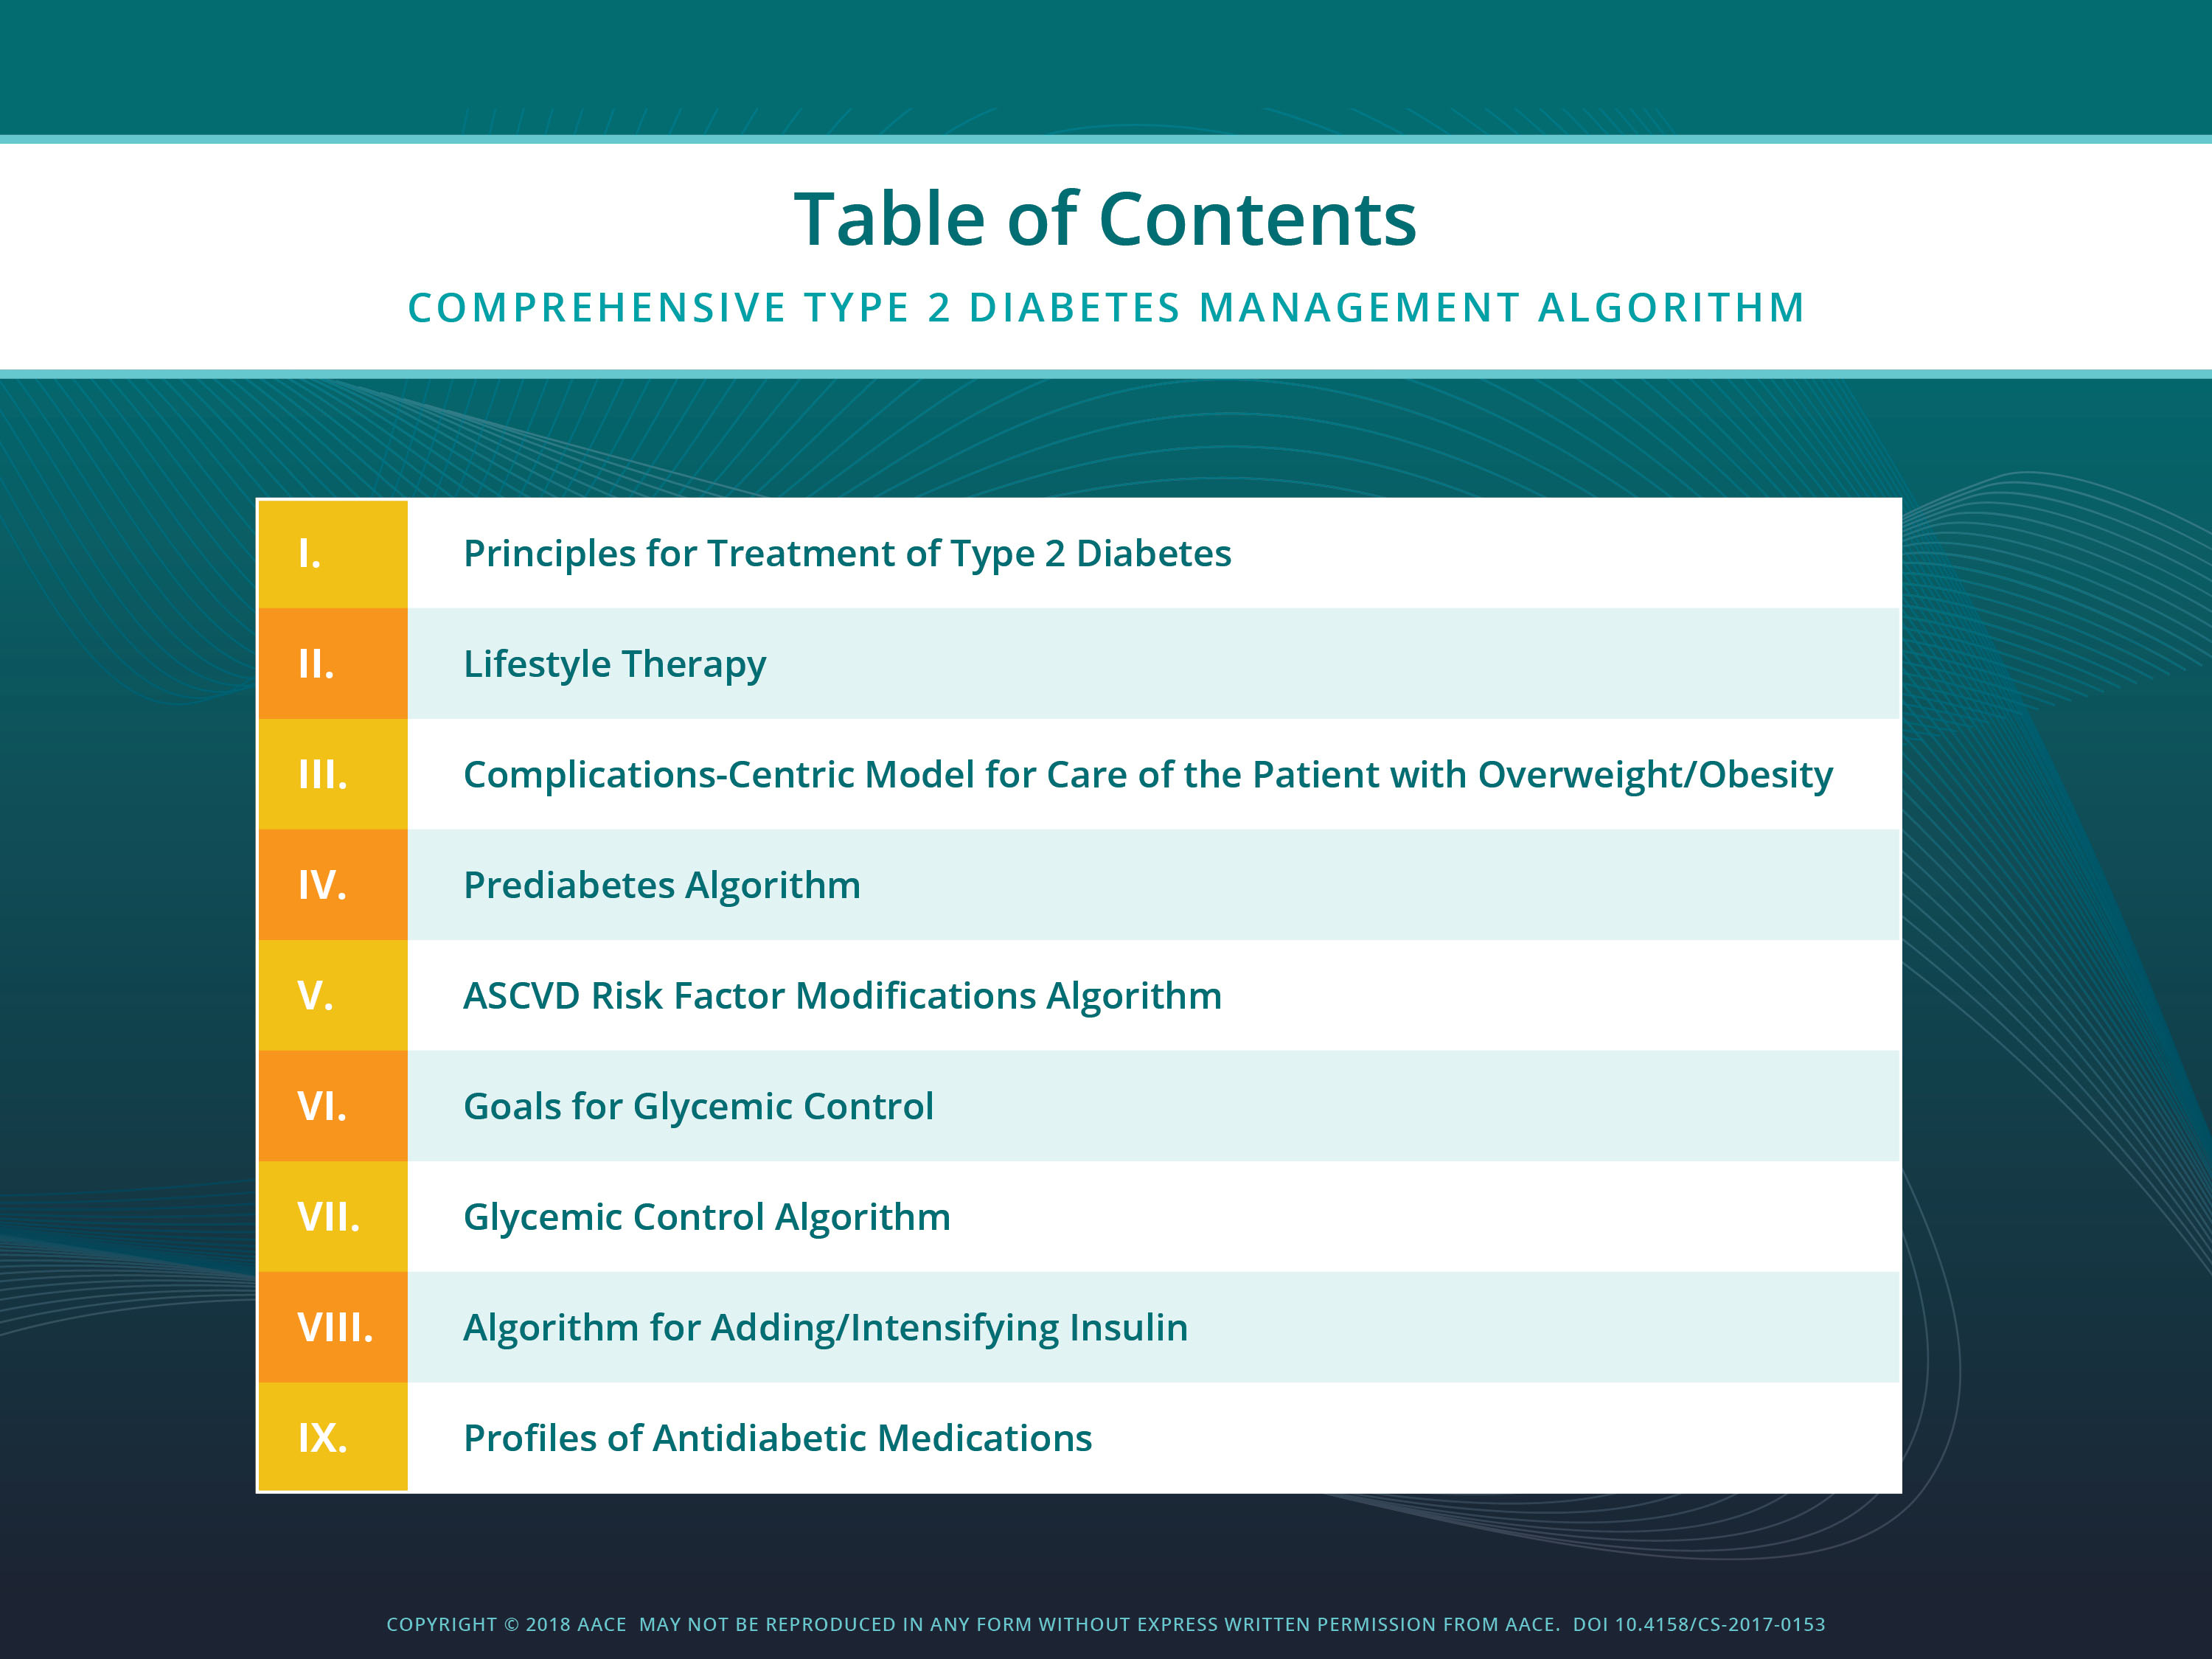 Table of Contents
COMPREHENSIVE TYPE 2 DIABETES MANAGEMENT ALGORITHM
I. Principles for Treatment of Type 2 Diabetes
II. Lifestyle Therapy
III. Complications-Centric Model for Care of the Patient with Overweight/Obesity
IV. Prediabetes Algorithm
V. ASCVD Risk Factor Modifications Algorithm
VI. Goals for Glycemic Control
VII. Glycemic Control Algorithm
VIII. Algorithm for Adding/Intensifying Insulin
IX. Profiles of Antidiabetic Medications
COPYRIGHT © 2018 AACE MAY NOT BE REPRODUCED IN ANY FORM WITHOUT EXPRESS WRITTEN PERMISSION FROM AACE. DOI 10.4158/CS-2017-0153